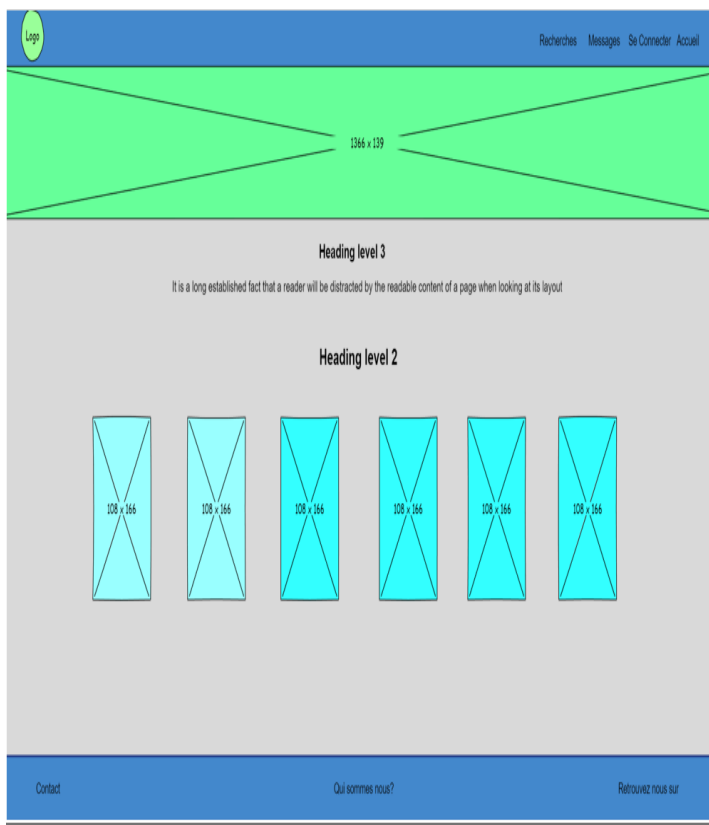 Logo
Recherches Messages Se Connecter Accueil
1366 x 139
Heading level 3
It is a long established fact that a reader will be distracted by the readable content of a page when looking at its layout
Heading level 2
108 x 166 108 x 166 108 x 166 108 x 166 108 x 166 108 x 166
Contact Qui sommes nous? Retrouvez nous sur